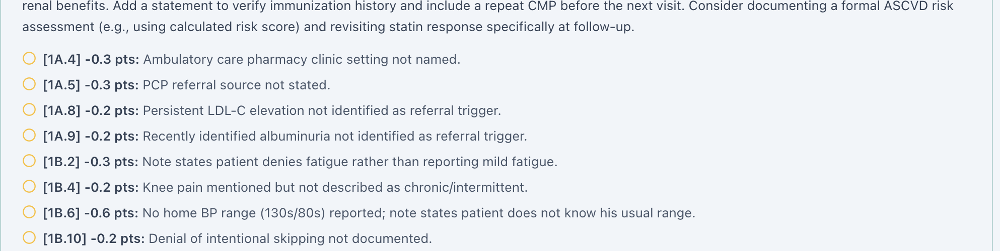 renal benefits. Add a statement to verify immunization history and include a repeat CMP before the next visit. Consider documenting a formal ASCVD risk
assessment (e.g., using calculated risk score) and revisiting statin response specifically at follow-up.
[1A.4] -0.3 pts: Ambulatory care pharmacy clinic setting not named.
[1A.5] -0.3 pts: PCP referral source not stated.
[1A.8] -0.2 pts: Persistent LDL-C elevation not identified as referral trigger.
[1A.9] -0.2 pts: Recently identified albuminuria not identified as referral trigger.
[1B.2] -0.3 pts: Note states patient denies fatigue rather than reporting mild fatigue.
[1B.4] -0.2 pts: Knee pain mentioned but not described as chronic/intermittent.
[1B.6] -0.6 pts: No home BP range (130s/80s) reported; note states patient does not know his usual range.
[1B.10] -0.2 pts: Denial of intentional skipping not documented.